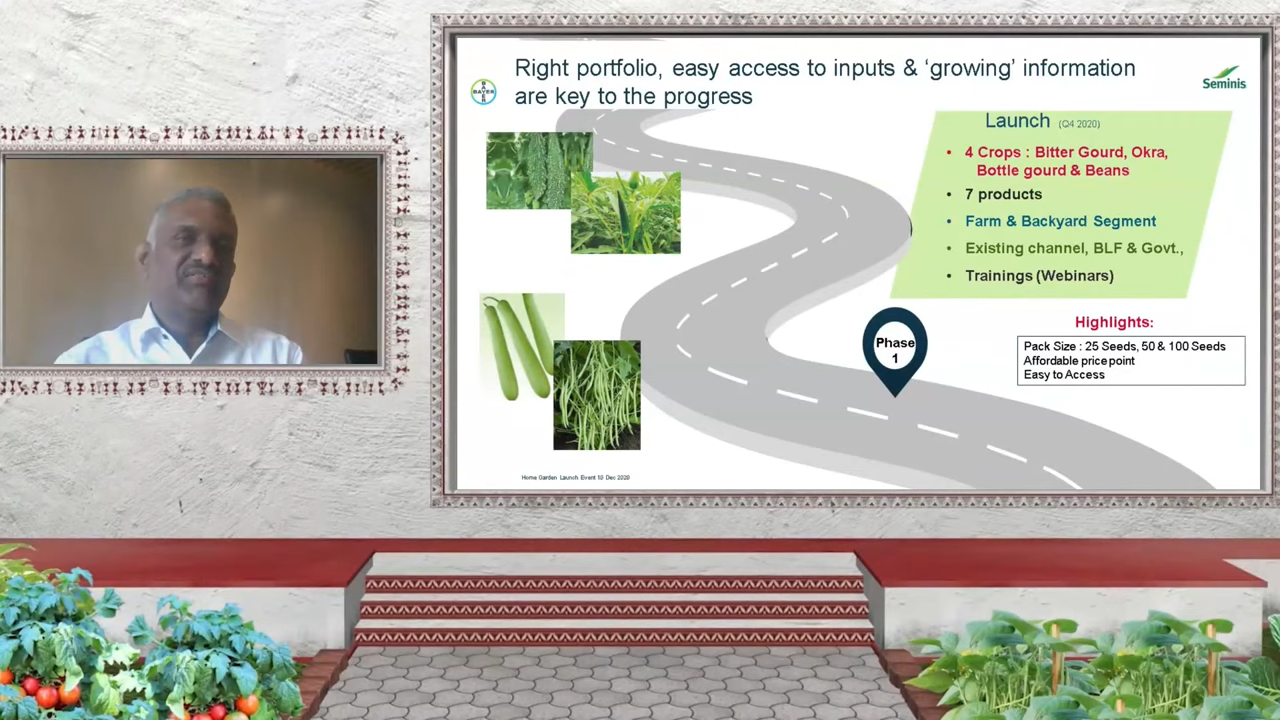 Right portfolio, easy access to inputs & ‘growing’ information
are key to the progress
BAYER
BAYER
Seminis
Launch (Q4 2020)
• 4 Crops : Bitter Gourd, Okra,
Bottle gourd & Beans
• 7 products
• Farm & Backyard Segment
• Existing channel, BLF & Govt.,
• Trainings (Webinars)
Phase
1
Highlights:
Pack Size : 25 Seeds, 50 & 100 Seeds
Affordable price point
Easy to Access
Home Garden Launch Event 10 Dec 2020